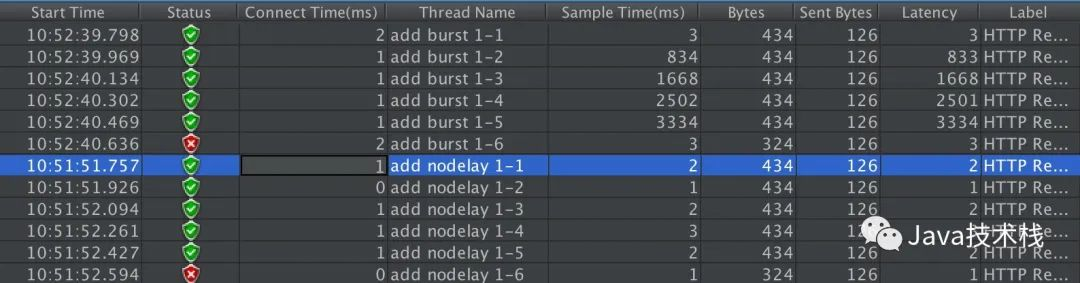 Start Time Status Connect Time(ms) Thread Name Sample Time(ms) Bytes Sent Bytes Latency Label
10:52:39.798 2 add burst 1-1 3 434 126 3 HTTP Re...
10:52:39.969 1 add burst 1-2 834 434 126 833 HTTP Re...
10:52:40.134 1 add burst 1-3 1668 434 126 1668 HTTP Re...
10:52:40.302 1 add burst 1-4 2502 434 126 2501 HTTP Re...
10:52:40.469 1 add burst 1-5 3334 434 126 3334 HTTP Re...
10:52:40.636 2 add burst 1-6 3 324 126 3 HTTP Re...
10:51:51.757 1 add nodelay 1-1 2 434 126 2 HTTP Re...
10:51:51.926 0 add nodelay 1-2 1 434 126 1 HTTP Re...
10:51:52.094 1 add nodelay 1-3 2 434 126 2 HTTP Re...
10:51:52.261 1 add nodelay 1-4 3 434 126 HTTP Re...
10:51:52.427 1 add nodelay 1-5 2 434 126 HTTP Re...
10:51:52.594 0 add nodelay 1-6 1 324 126 1 HTTP Re...
Java技术栈